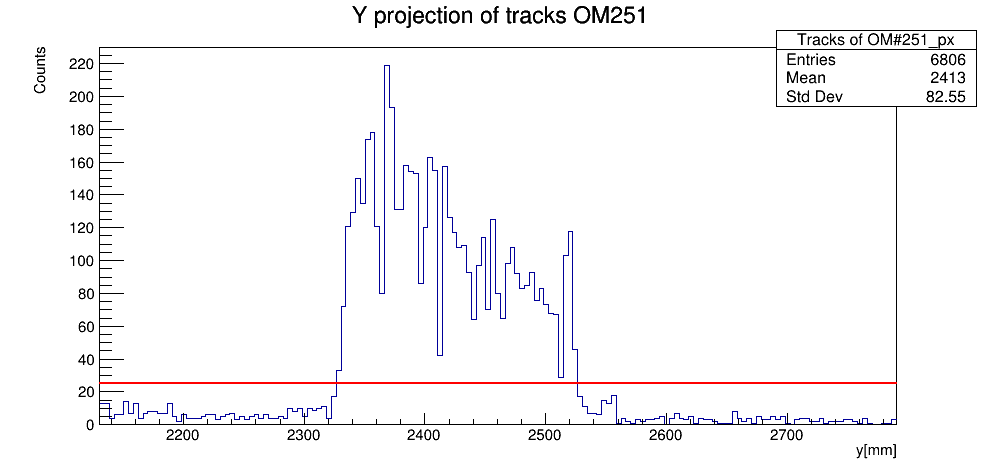 Y projection of tracks OM251
Tracks of OM#251_px
Entries 6806
Mean 2413
Std Dev 82.55
Counts
220
200
180
160
140
120
100
80
60
40
20
0
2200 2300 2400 2500 2600 2700
y[mm]